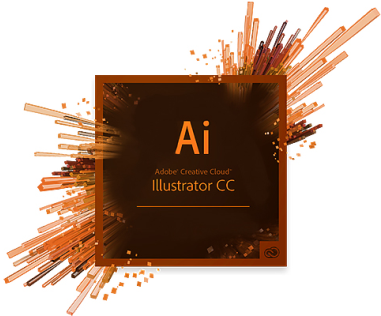 Ai
Adobe® Creative Cloud™
Illustrator CC